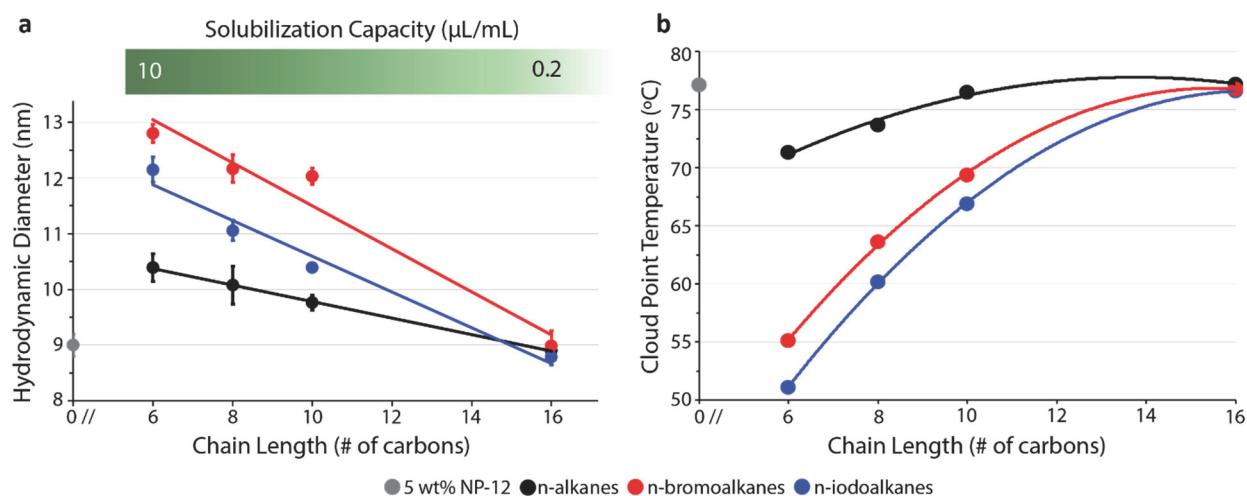 a
Solubilization Capacity (µL/mL)
10
0.2
Hydrodynamic Diameter (nm)
13
12
11
10
9
8
0 // 6 8 10 12 14 16
Chain Length (# of carbons)
b
Cloud Point Temperature (ºC)
80
75
70
65
60
55
50
0 // 6 8 10 12 14 16
Chain Length (# of carbons)
5 wt% NP-12 n-alkanes n-bromoalkanes n-iodoalkanes